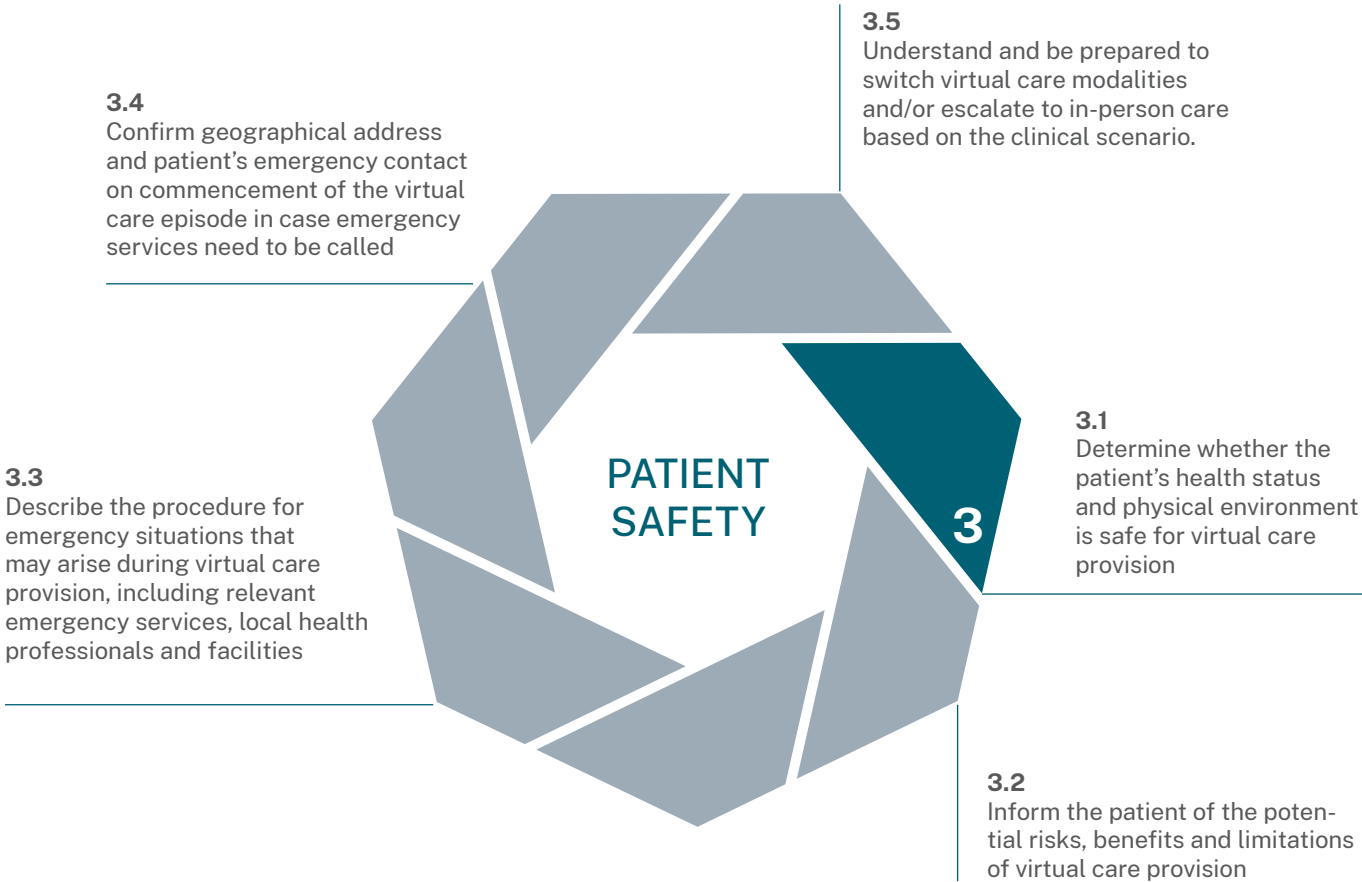 3.5
Understand and be prepared to
switch virtual care modalities
and/or escalate to in-person care
based on the clinical scenario.
3.4
Confirm geographical address
and patient's emergency contact
on commencement of the virtual
care episode in case emergency
services need to be called
3.1
Determine whether the
patient's health status
and physical environment
is safe for virtual care
provision
PATIENT
SAFETY
3
3.3
Describe the procedure for
emergency situations that
may arise during virtual care
provision, including relevant
emergency services, local health
professionals and facilities
3.2
Inform the patient of the poten-
tial risks, benefits and limitations
of virtual care provision